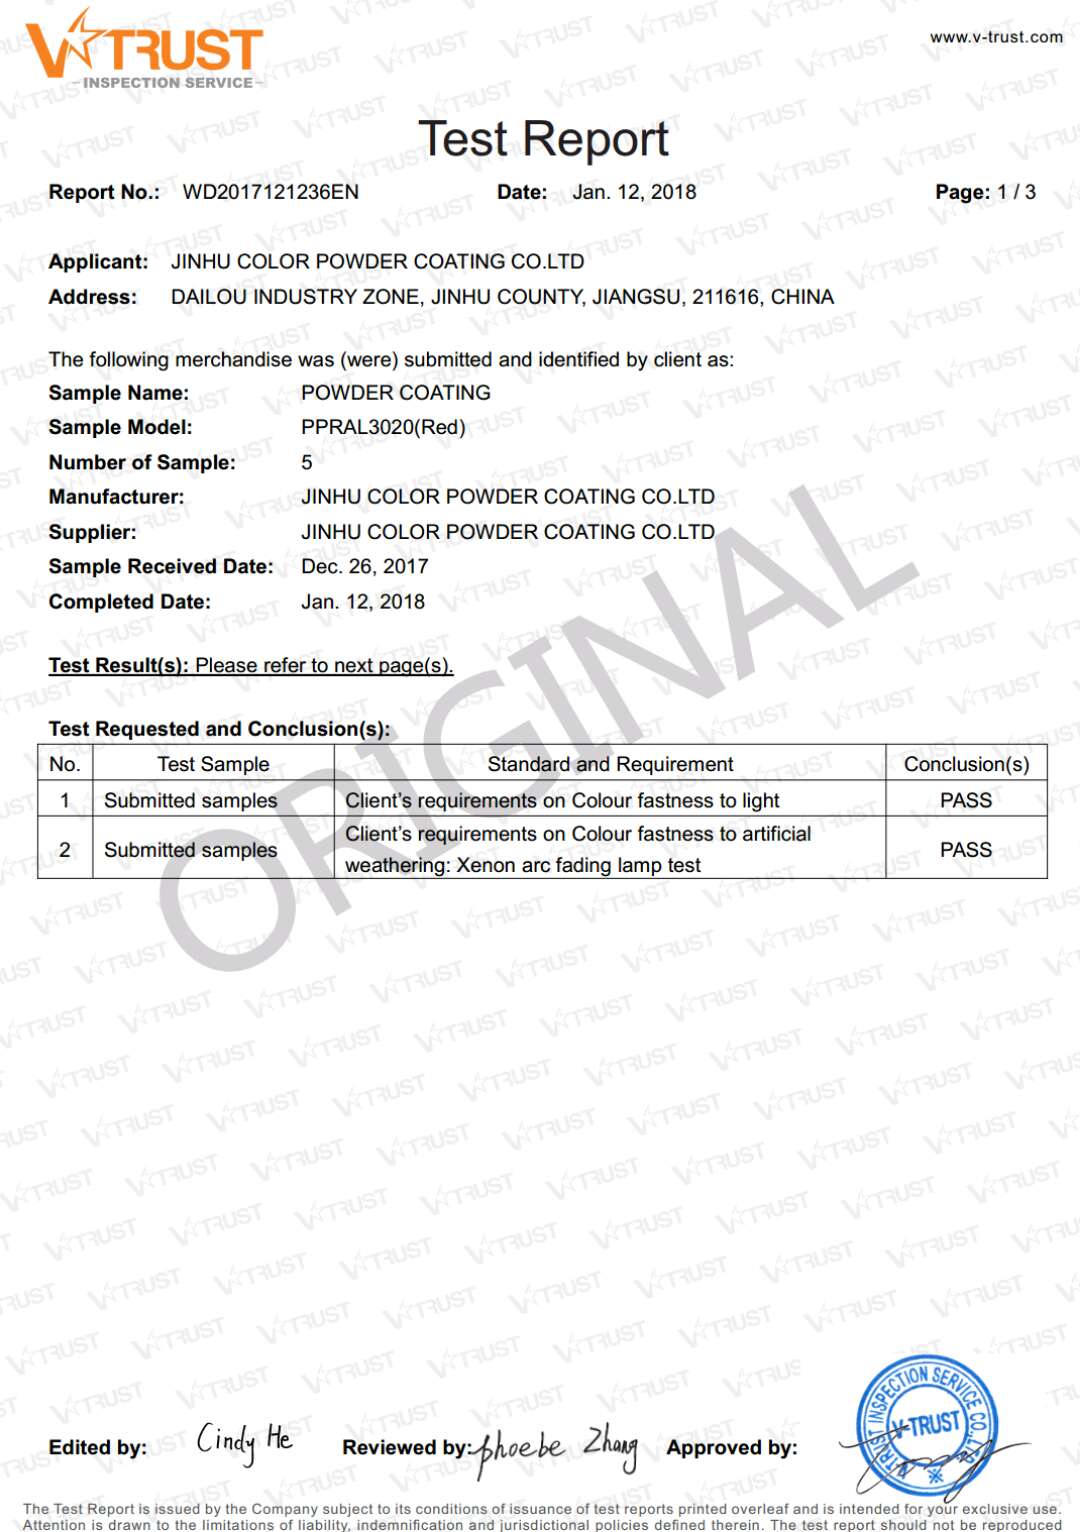 V-TRUST
INSPECTION SERVICE
www.v-trust.com
Test Report
Report No.: WD2017121236EN Date: Jan. 12, 2018 Page: 1 / 3
Applicant: JINHU COLOR POWDER COATING CO.LTD
Address: DAILOU INDUSTRY ZONE, JINHU COUNTY, JIANGSU, 211616, CHINA
The following merchandise was (were) submitted and identified by client as:
Sample Name: POWDER COATING
Sample Model: PPRAL3020(Red)
Number of Sample: 5
Manufacturer: JINHU COLOR POWDER COATING CO.LTD
Supplier: JINHU COLOR POWDER COATING CO.LTD
Sample Received Date: Dec. 26, 2017
Completed Date: Jan. 12, 2018
Test Result(s): Please refer to next page(s).
Test Requested and Conclusion(s):
No. Test Sample Standard and Requirement Conclusion(s)
1 Submitted samples Client's requirements on Colour fastness to light PASS
2 Submitted samples Client's requirements on Colour fastness to artificial
weathering: Xenon arc fading lamp test PASS
ORIGINAL
Edited by: Cindy He Reviewed by: phoebe Zhang Approved by:
V-TRUST INSPECTION SERVICE CO.,LTD.
V-TRUST
The Test Report is issued by the Company subject to its conditions of issuance of test reports printed overleaf and is intended for your exclusive use.
Attention is drawn to the limitations of liability, indemnification and jurisdictional policies defined therein. The test report should not be reproduced